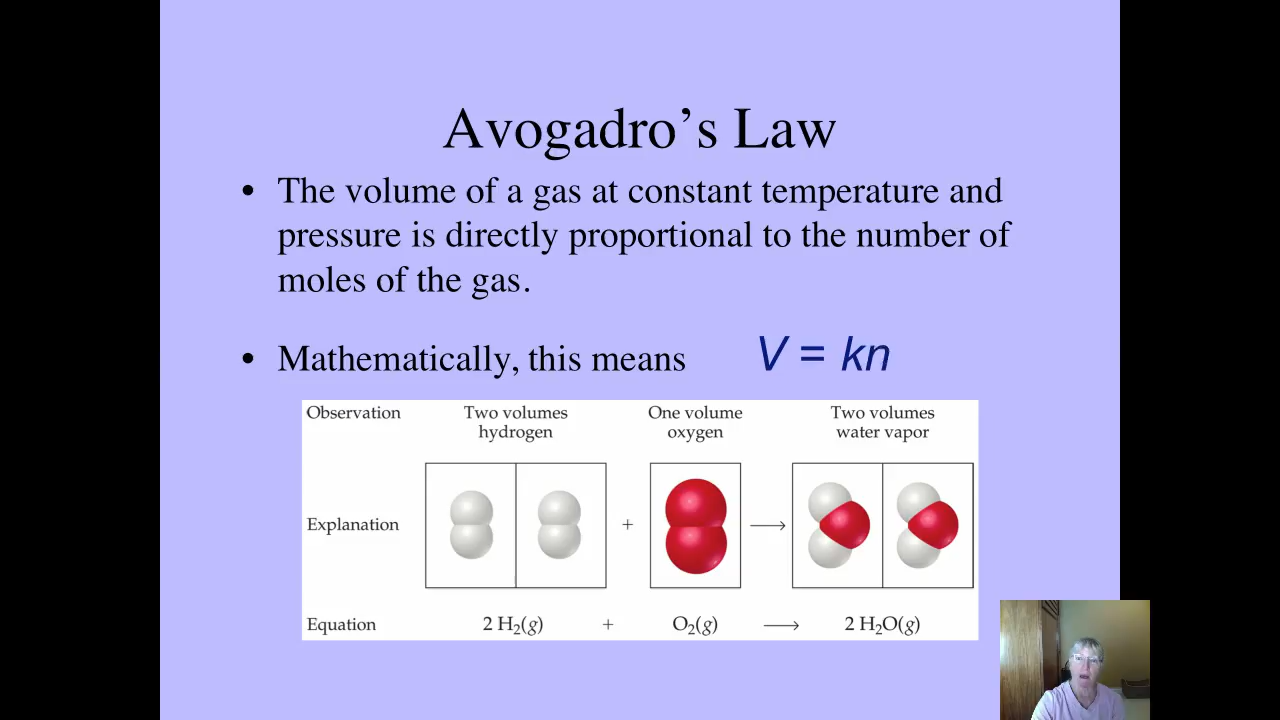 Avogadro’s Law
• The volume of a gas at constant temperature and
pressure is directly proportional to the number of
moles of the gas.
• Mathematically, this means V = kn
Observation Two volumes One volume Two volumes
hydrogen oxygen water vapor
Explanation + ⟶
Equation 2 H₂(g) + O₂(g) ⟶ 2 H₂O(g)